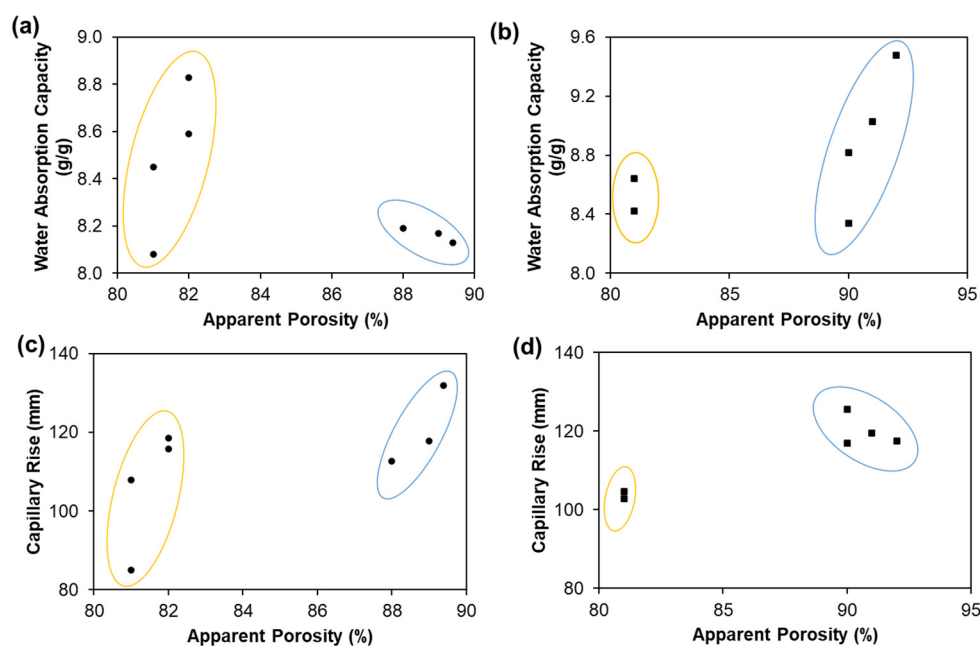 (a)
Water Absorption Capacity
(g/g)
9.0
8.8
8.6
8.4
8.2
8.0
80 82 84 86 88 90
Apparent Porosity (%)
(b)
Water Absorption Capacity
(g/g)
9.6
9.2
8.8
8.4
8.0
80 85 90 95
Apparent Porosity (%)
(c)
Capillary Rise (mm)
140
120
100
80
80 82 84 86 88 90
Apparent Porosity (%)
(d)
Capillary Rise (mm)
140
120
100
80
80 85 90 95
Apparent Porosity (%)